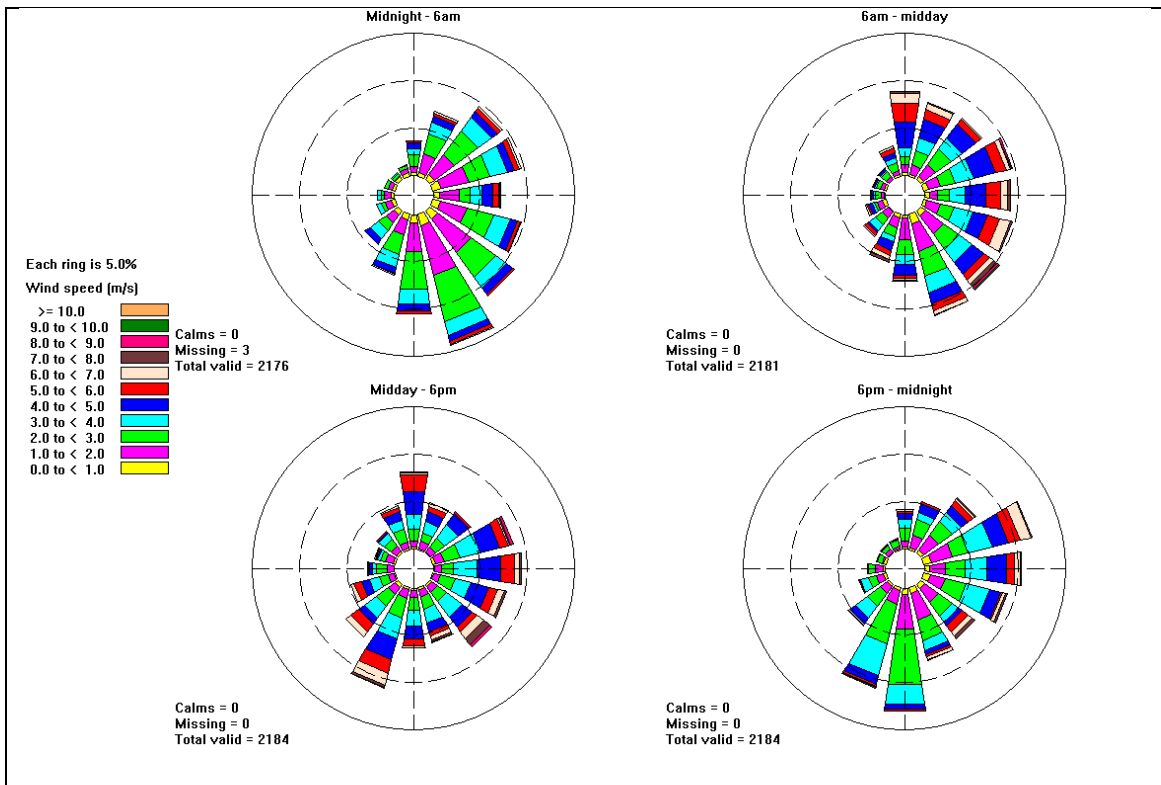 Midnight - 6am
6am - midday
Each ring is 5.0%
Wind speed (m/s)
>= 10.0
9.0 to < 10.0
8.0 to < 9.0
7.0 to < 8.0
6.0 to < 7.0
5.0 to < 6.0
4.0 to < 5.0
3.0 to < 4.0
2.0 to < 3.0
1.0 to < 2.0
0.0 to < 1.0
Calms = 0
Missing = 3
Total valid = 2176
Calms = 0
Missing = 0
Total valid = 2181
Midday - 6pm
6pm - midnight
Calms = 0
Missing = 0
Total valid = 2184
Calms = 0
Missing = 0
Total valid = 2184